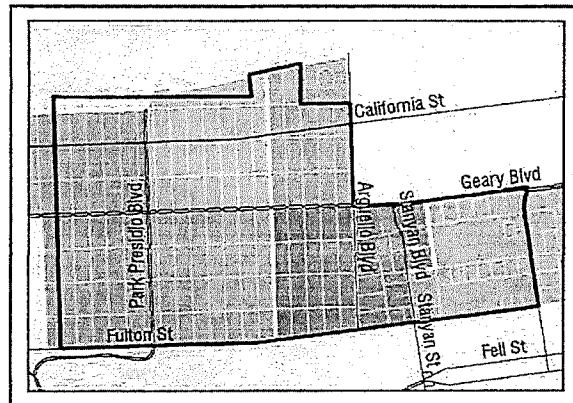 California St
Geary Blvd
Park Presidio Blvd
Arguello Blvd
Stanyan Blvd
Stanyan St
Fulton St
Fell St